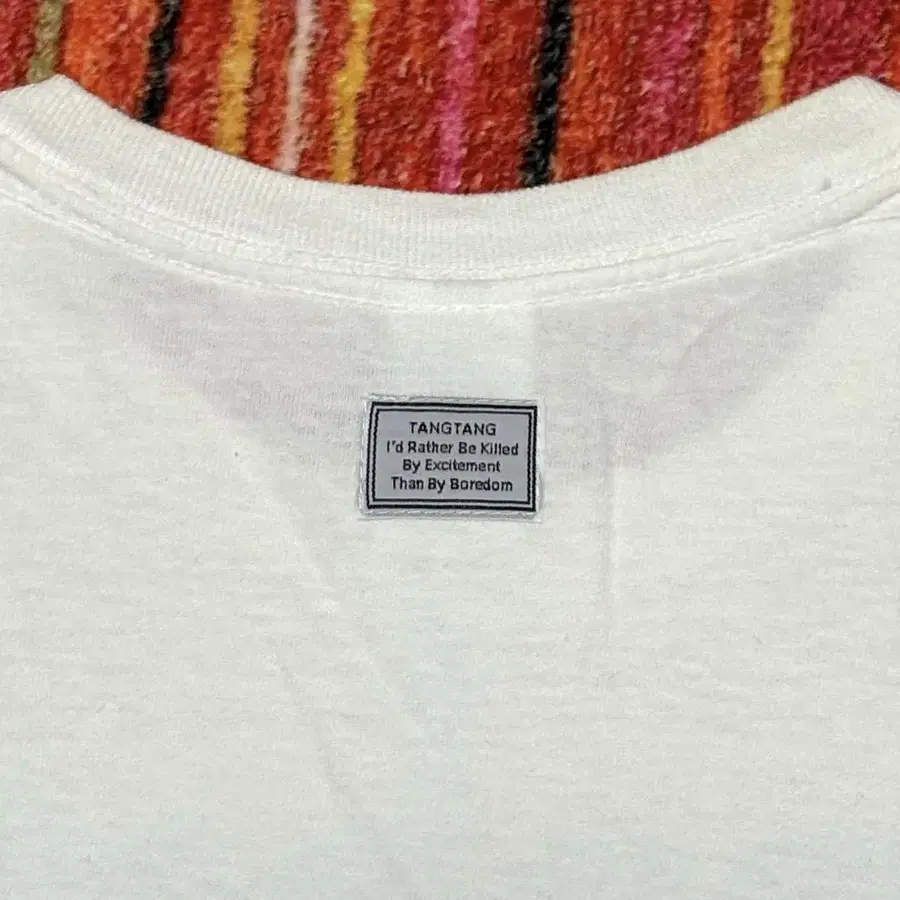 TANGTANG
I'd Rather Be Killed
By Excitement
Than By Boredom